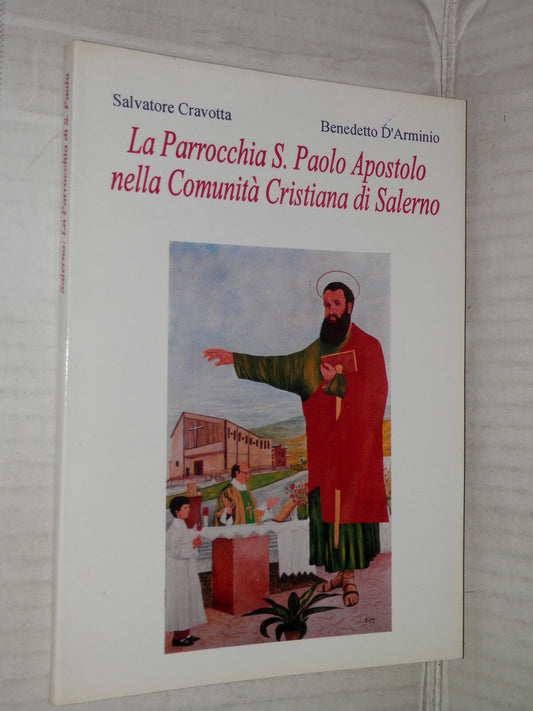 Salvatore Cravotta
Benedetto D'Arminio
La Parrocchia S. Paolo Apostolo
nella Comunità Cristiana di Salerno
Salerno: La Parrocchia di S. Paolo